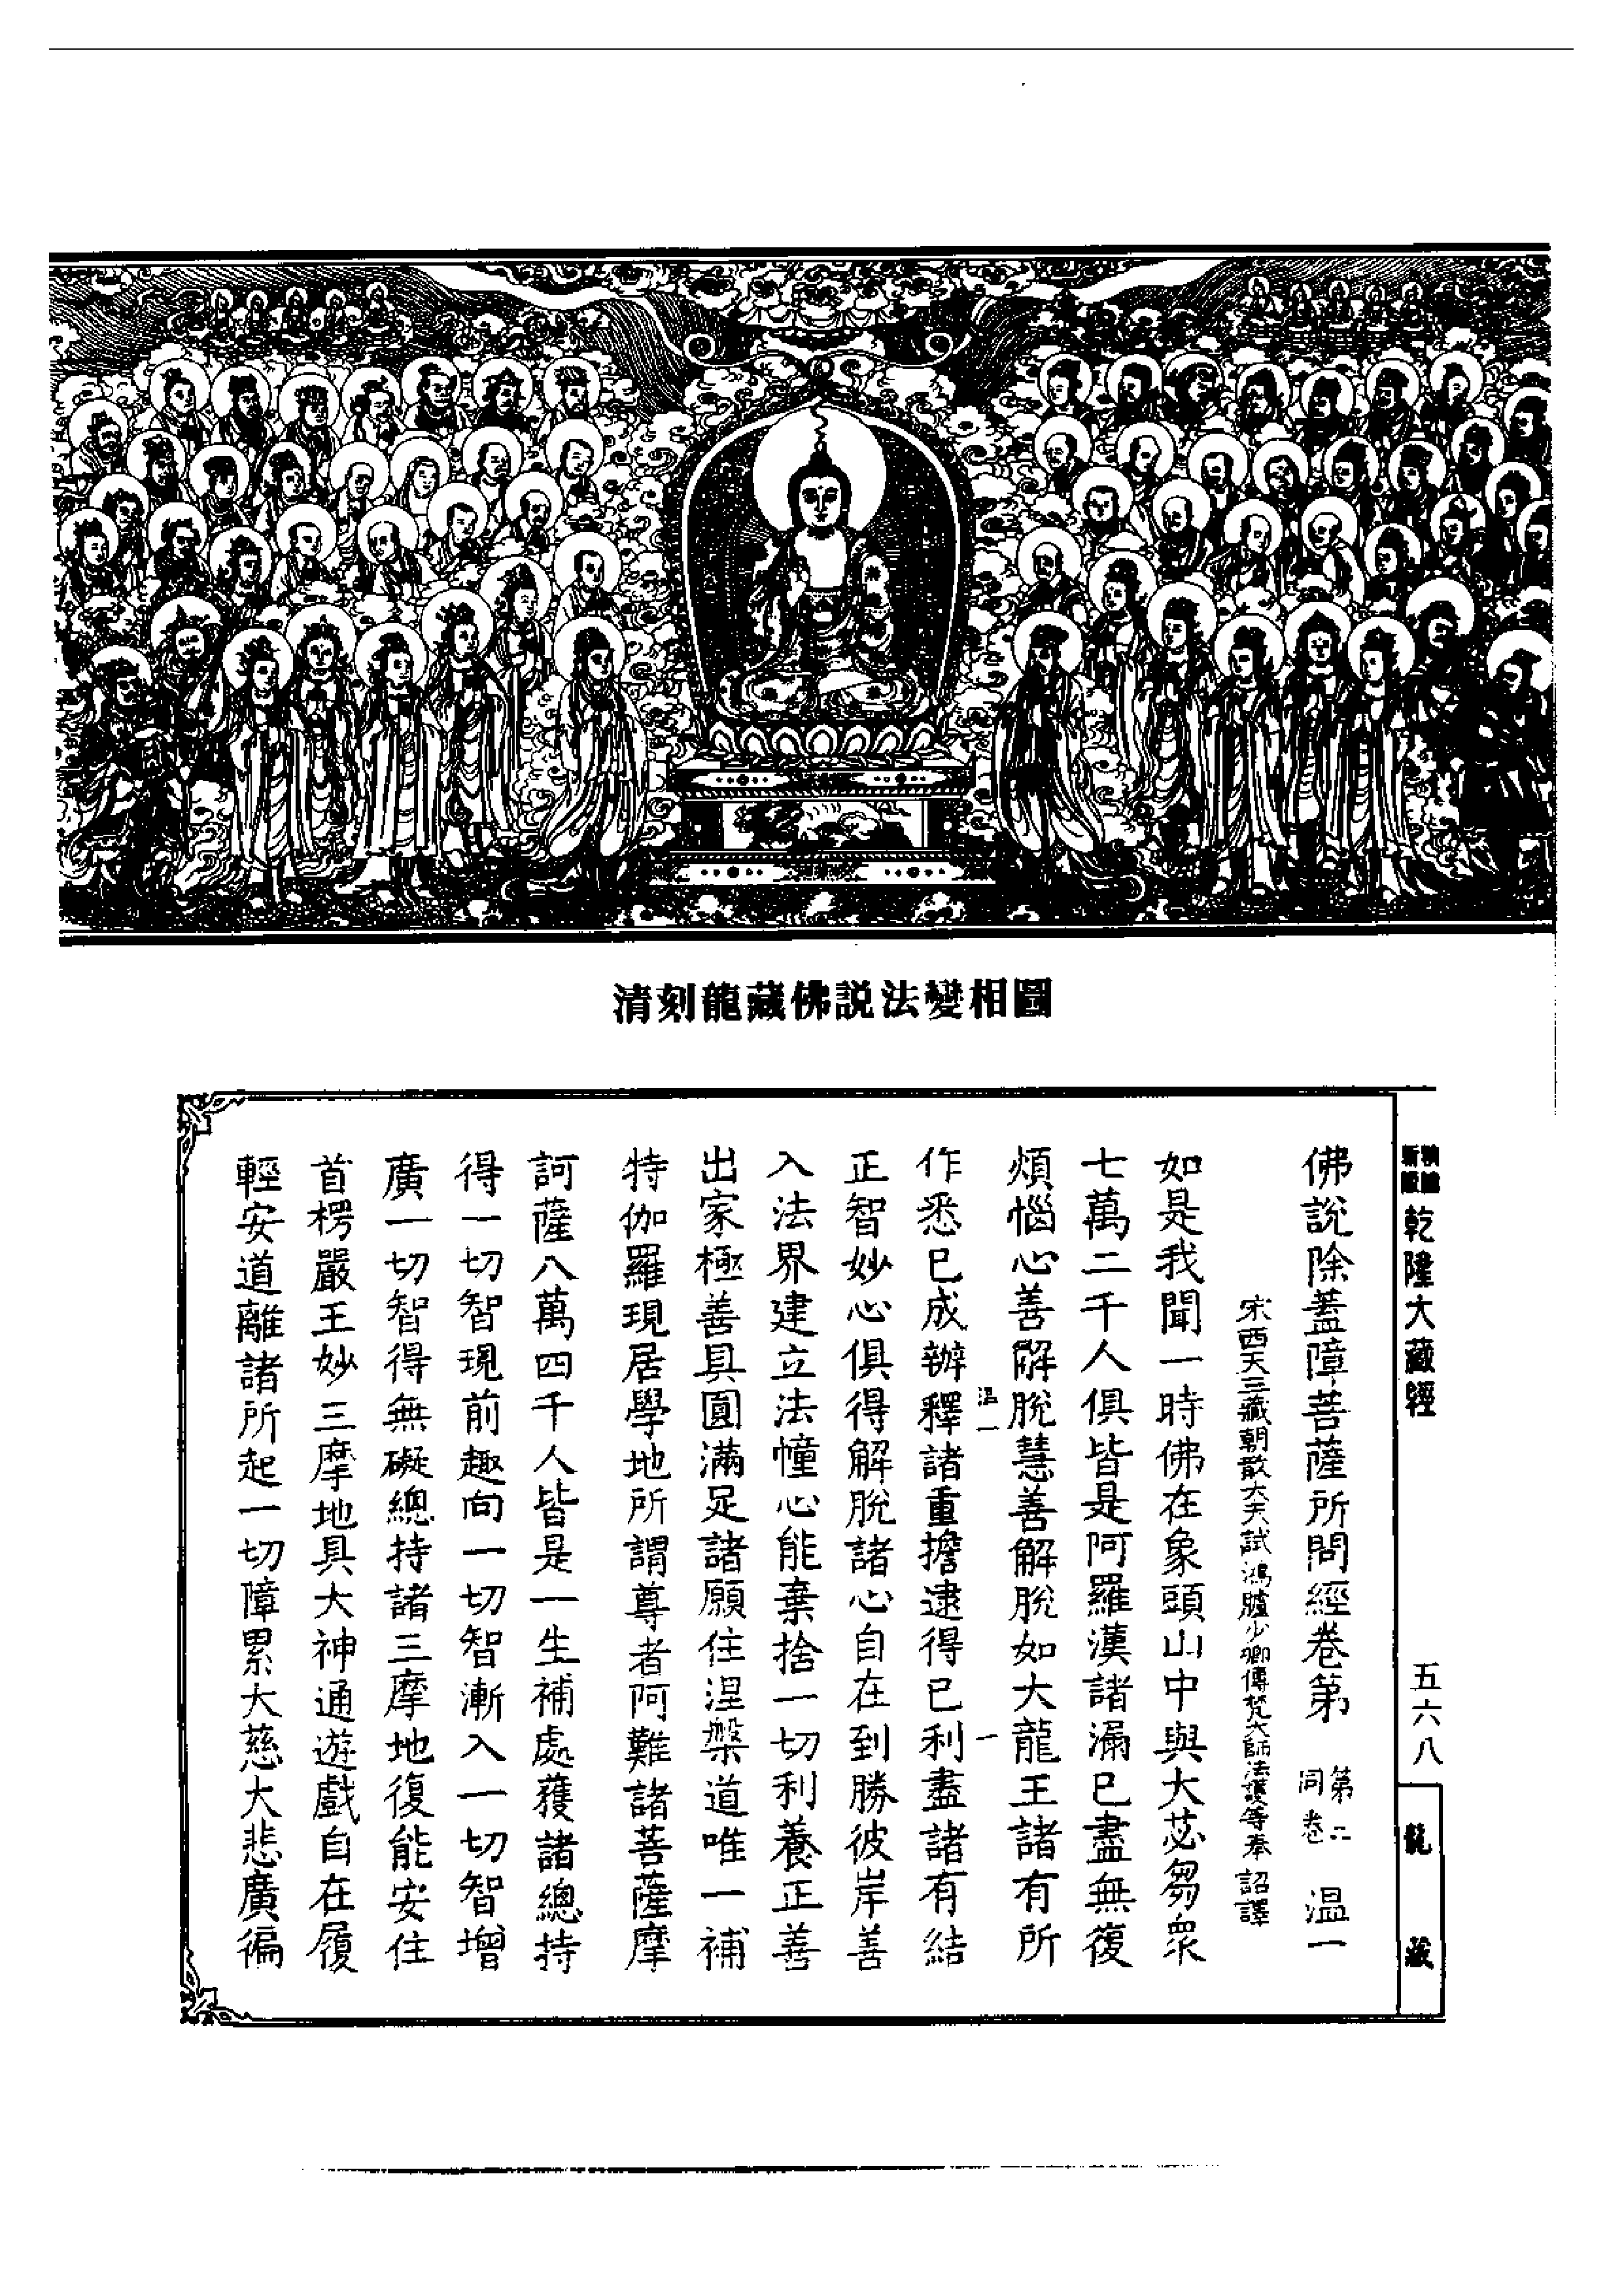 清刻龍藏佛説法變相圖
乾隆大藏經
五六八
龍藏
佛說除蓋障菩薩所問經卷第 第二同卷 温一
宋西天三藏朝散大夫試鴻臚少卿傳梵大師法護等奉 詔譯
如是我聞一時佛在象頭山中與大苾芻衆
七萬二千人俱皆是阿羅漢諸漏已盡無復
煩惱心善解脫慧善解脫如大龍王諸有所
温一 一
作悉已成辦釋諸重擔逮得已利盡諸有結
正智妙心俱得解脫諸心自在到勝彼岸善
入法界建立法幢心能棄捨一切利養正善
出家極善具圓滿足諸願住涅槃道唯一補
特伽羅現居學地所謂尊者阿難諸菩薩摩
訶薩八萬四千人皆是一生補處獲諸總持
得一切智現前趣向一切智漸入一切智增
廣一切智得無礙總持諸三摩地復能安住
首楞嚴王妙三摩地具大神通遊戲自在履
輕安道離諸所起一切障累大慈大悲廣徧